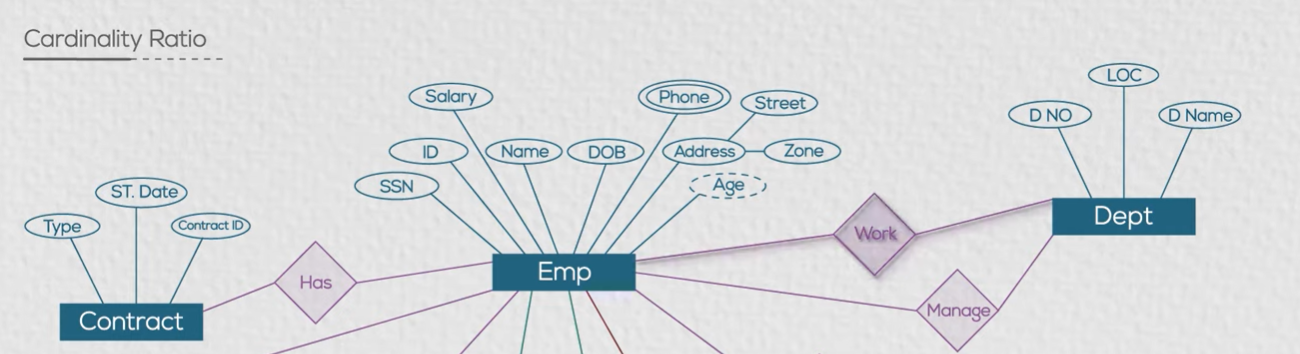 Cardinality Ratio
LOC
Salary
Phone
Street
D NO
D Name
ID
Name
DOB
Address
Zone
SSN
Age
ST. Date
Type
Contract ID
Dept
Work
Emp
Has
Manage
Contract